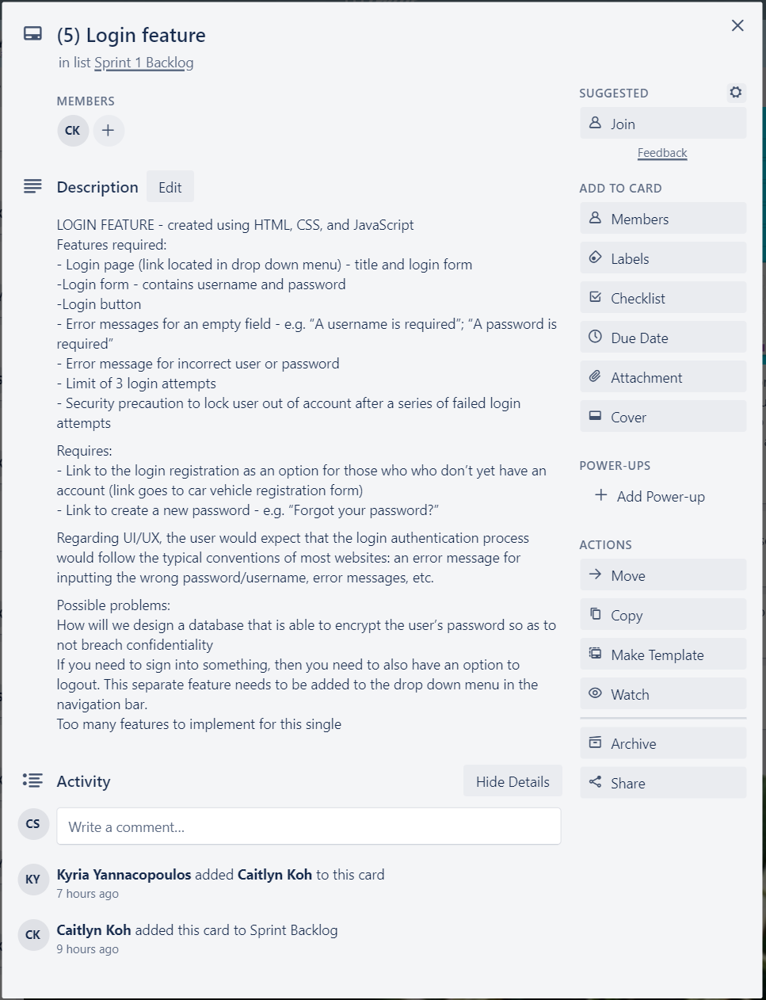 (5) Login feature
in list Sprint 1 Backlog
MEMBERS
CK
Description
Edit
LOGIN FEATURE - created using HTML, CSS, and JavaScript
Features required:
- Login page (link located in drop down menu) - title and login form
-Login form - contains username and password
-Login button
- Error messages for an empty field - e.g. “A username is required”; “A password is
required”
- Error message for incorrect user or password
- Limit of 3 login attempts
- Security precaution to lock user out of account after a series of failed login
attempts
Requires:
- Link to the login registration as an option for those who who don’t yet have an
account (link goes to car vehicle registration form)
- Link to create a new password - e.g. “Forgot your password?”
Regarding UI/UX, the user would expect that the login authentication process
would follow the typical conventions of most websites: an error message for
inputting the wrong password/username, error messages, etc.
Possible problems:
How will we design a database that is able to encrypt the user’s password so as to
not breach confidentiality
If you need to sign into something, then you need to also have an option to
logout. This separate feature needs to be added to the drop down menu in the
navigation bar.
Too many features to implement for this single
Activity
Hide Details
CS
Write a comment…
KY
Kyria Yannacopoulos added Caitlyn Koh to this card
7 hours ago
CK
Caitlyn Koh added this card to Sprint Backlog
9 hours ago
SUGGESTED
Join
Feedback
ADD TO CARD
Members
Labels
Checklist
Due Date
Attachment
Cover
POWER-UPS
Add Power-up
ACTIONS
Move
Copy
Make Template
Watch
Archive
Share